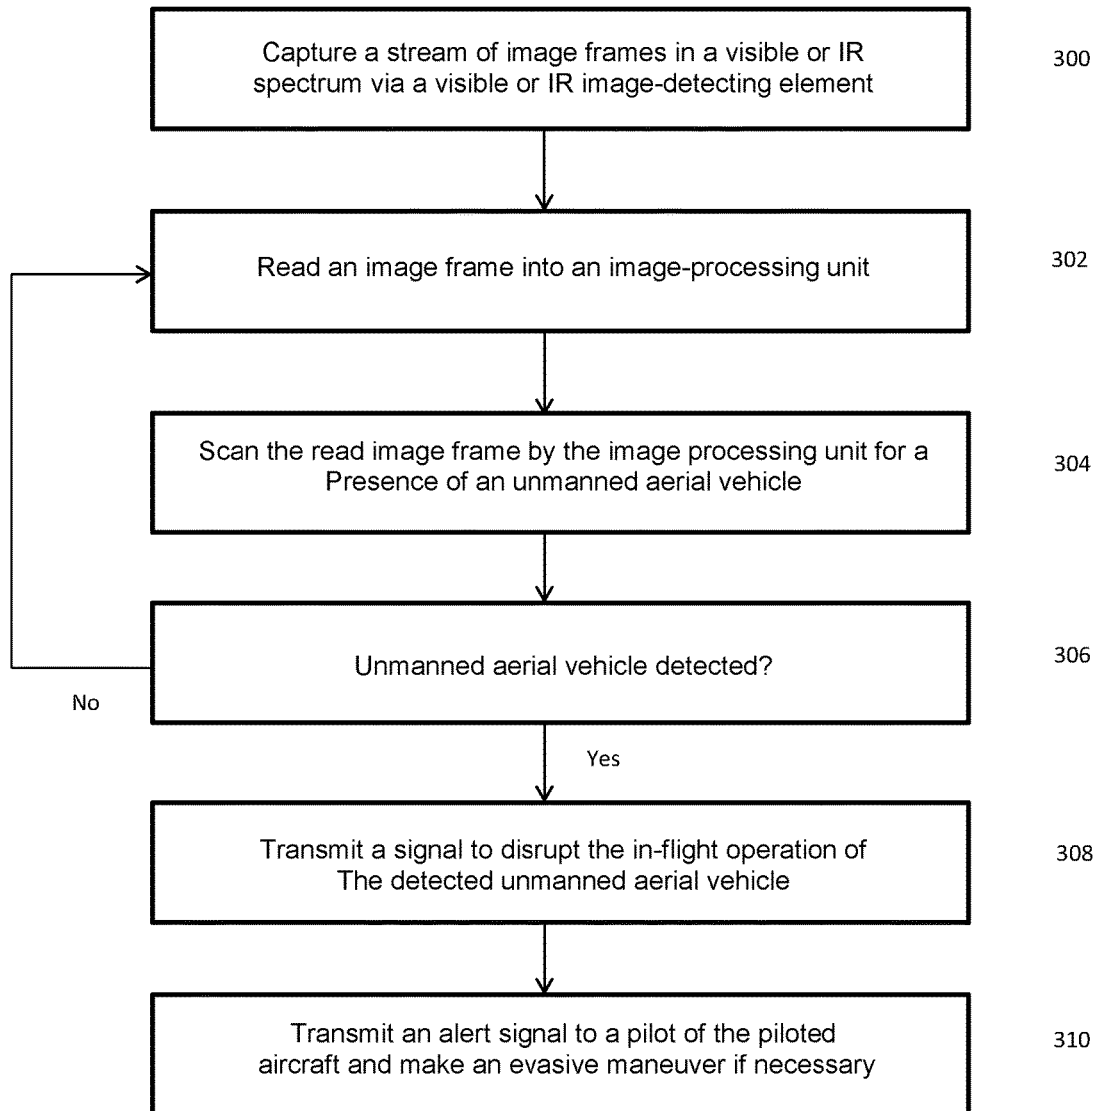 Capture a stream of image frames in a visible or IR
spectrum via a visible or IR image-detecting element
300
Read an image frame into an image-processing unit
302
Scan the read image frame by the image processing unit for a
Presence of an unmanned aerial vehicle
304
Unmanned aerial vehicle detected?
306
No
Yes
Transmit a signal to disrupt the in-flight operation of
The detected unmanned aerial vehicle
308
Transmit an alert signal to a pilot of the piloted
aircraft and make an evasive maneuver if necessary
310